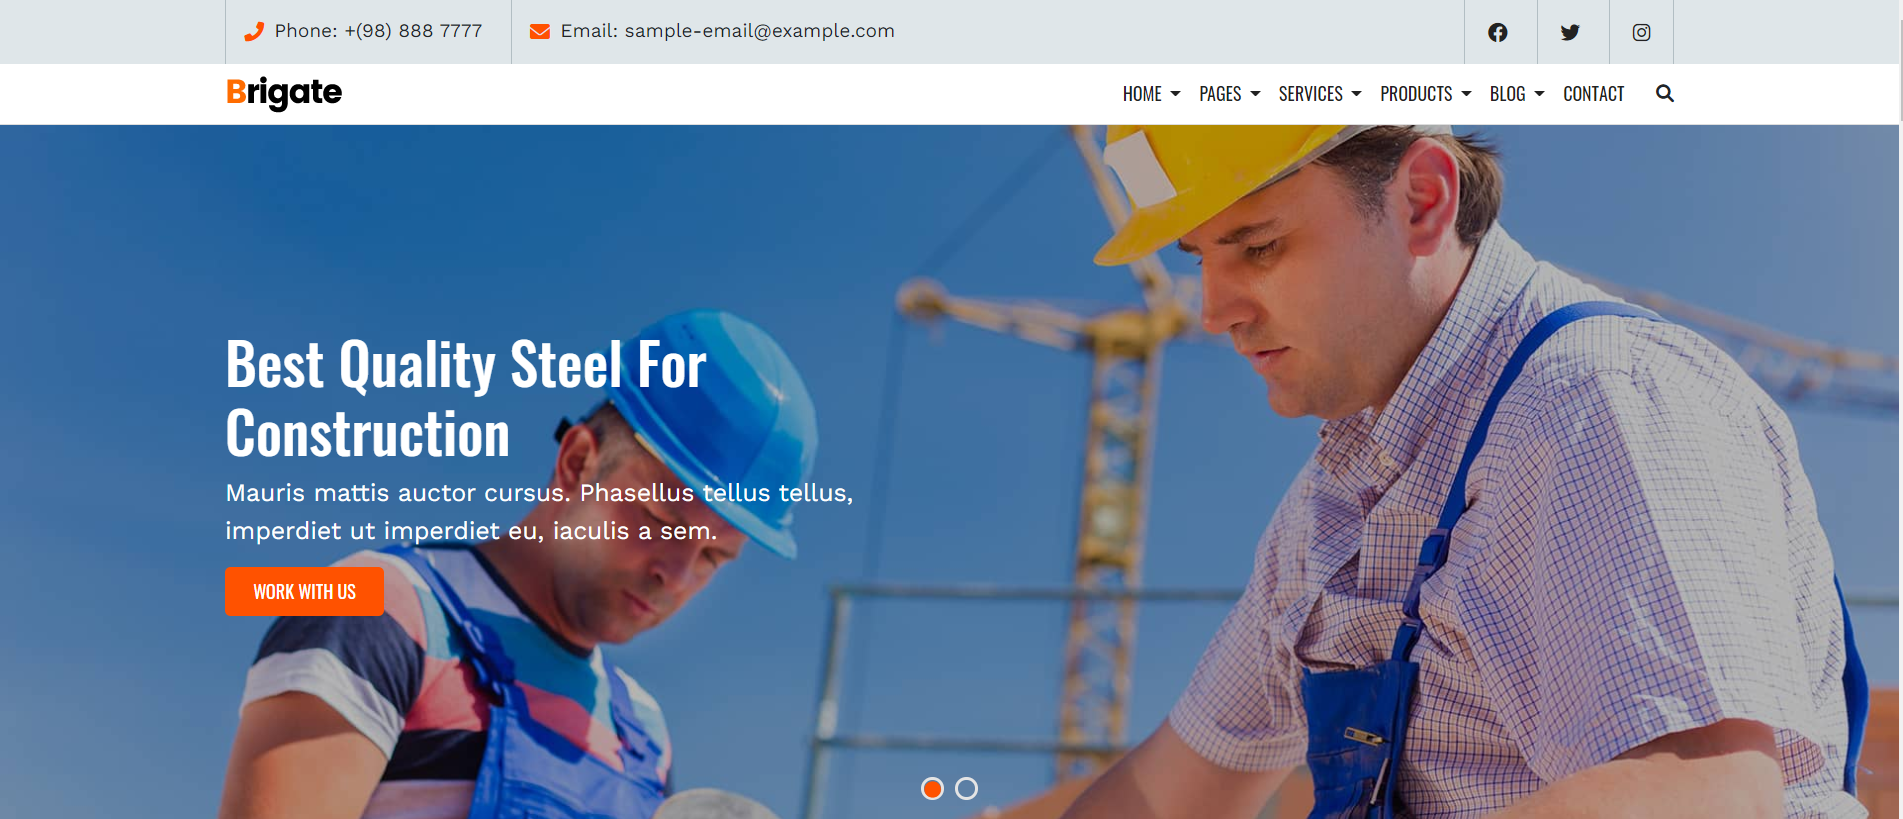 Phone: +(98) 888 7777
Email: sample-email@example.com
Brigate
HOME
PAGES
SERVICES
PRODUCTS
BLOG
CONTACT
Best Quality Steel For
Construction
Mauris mattis auctor cursus. Phasellus tellus tellus,
imperdiet ut imperdiet eu, iaculis a sem.
WORK WITH US